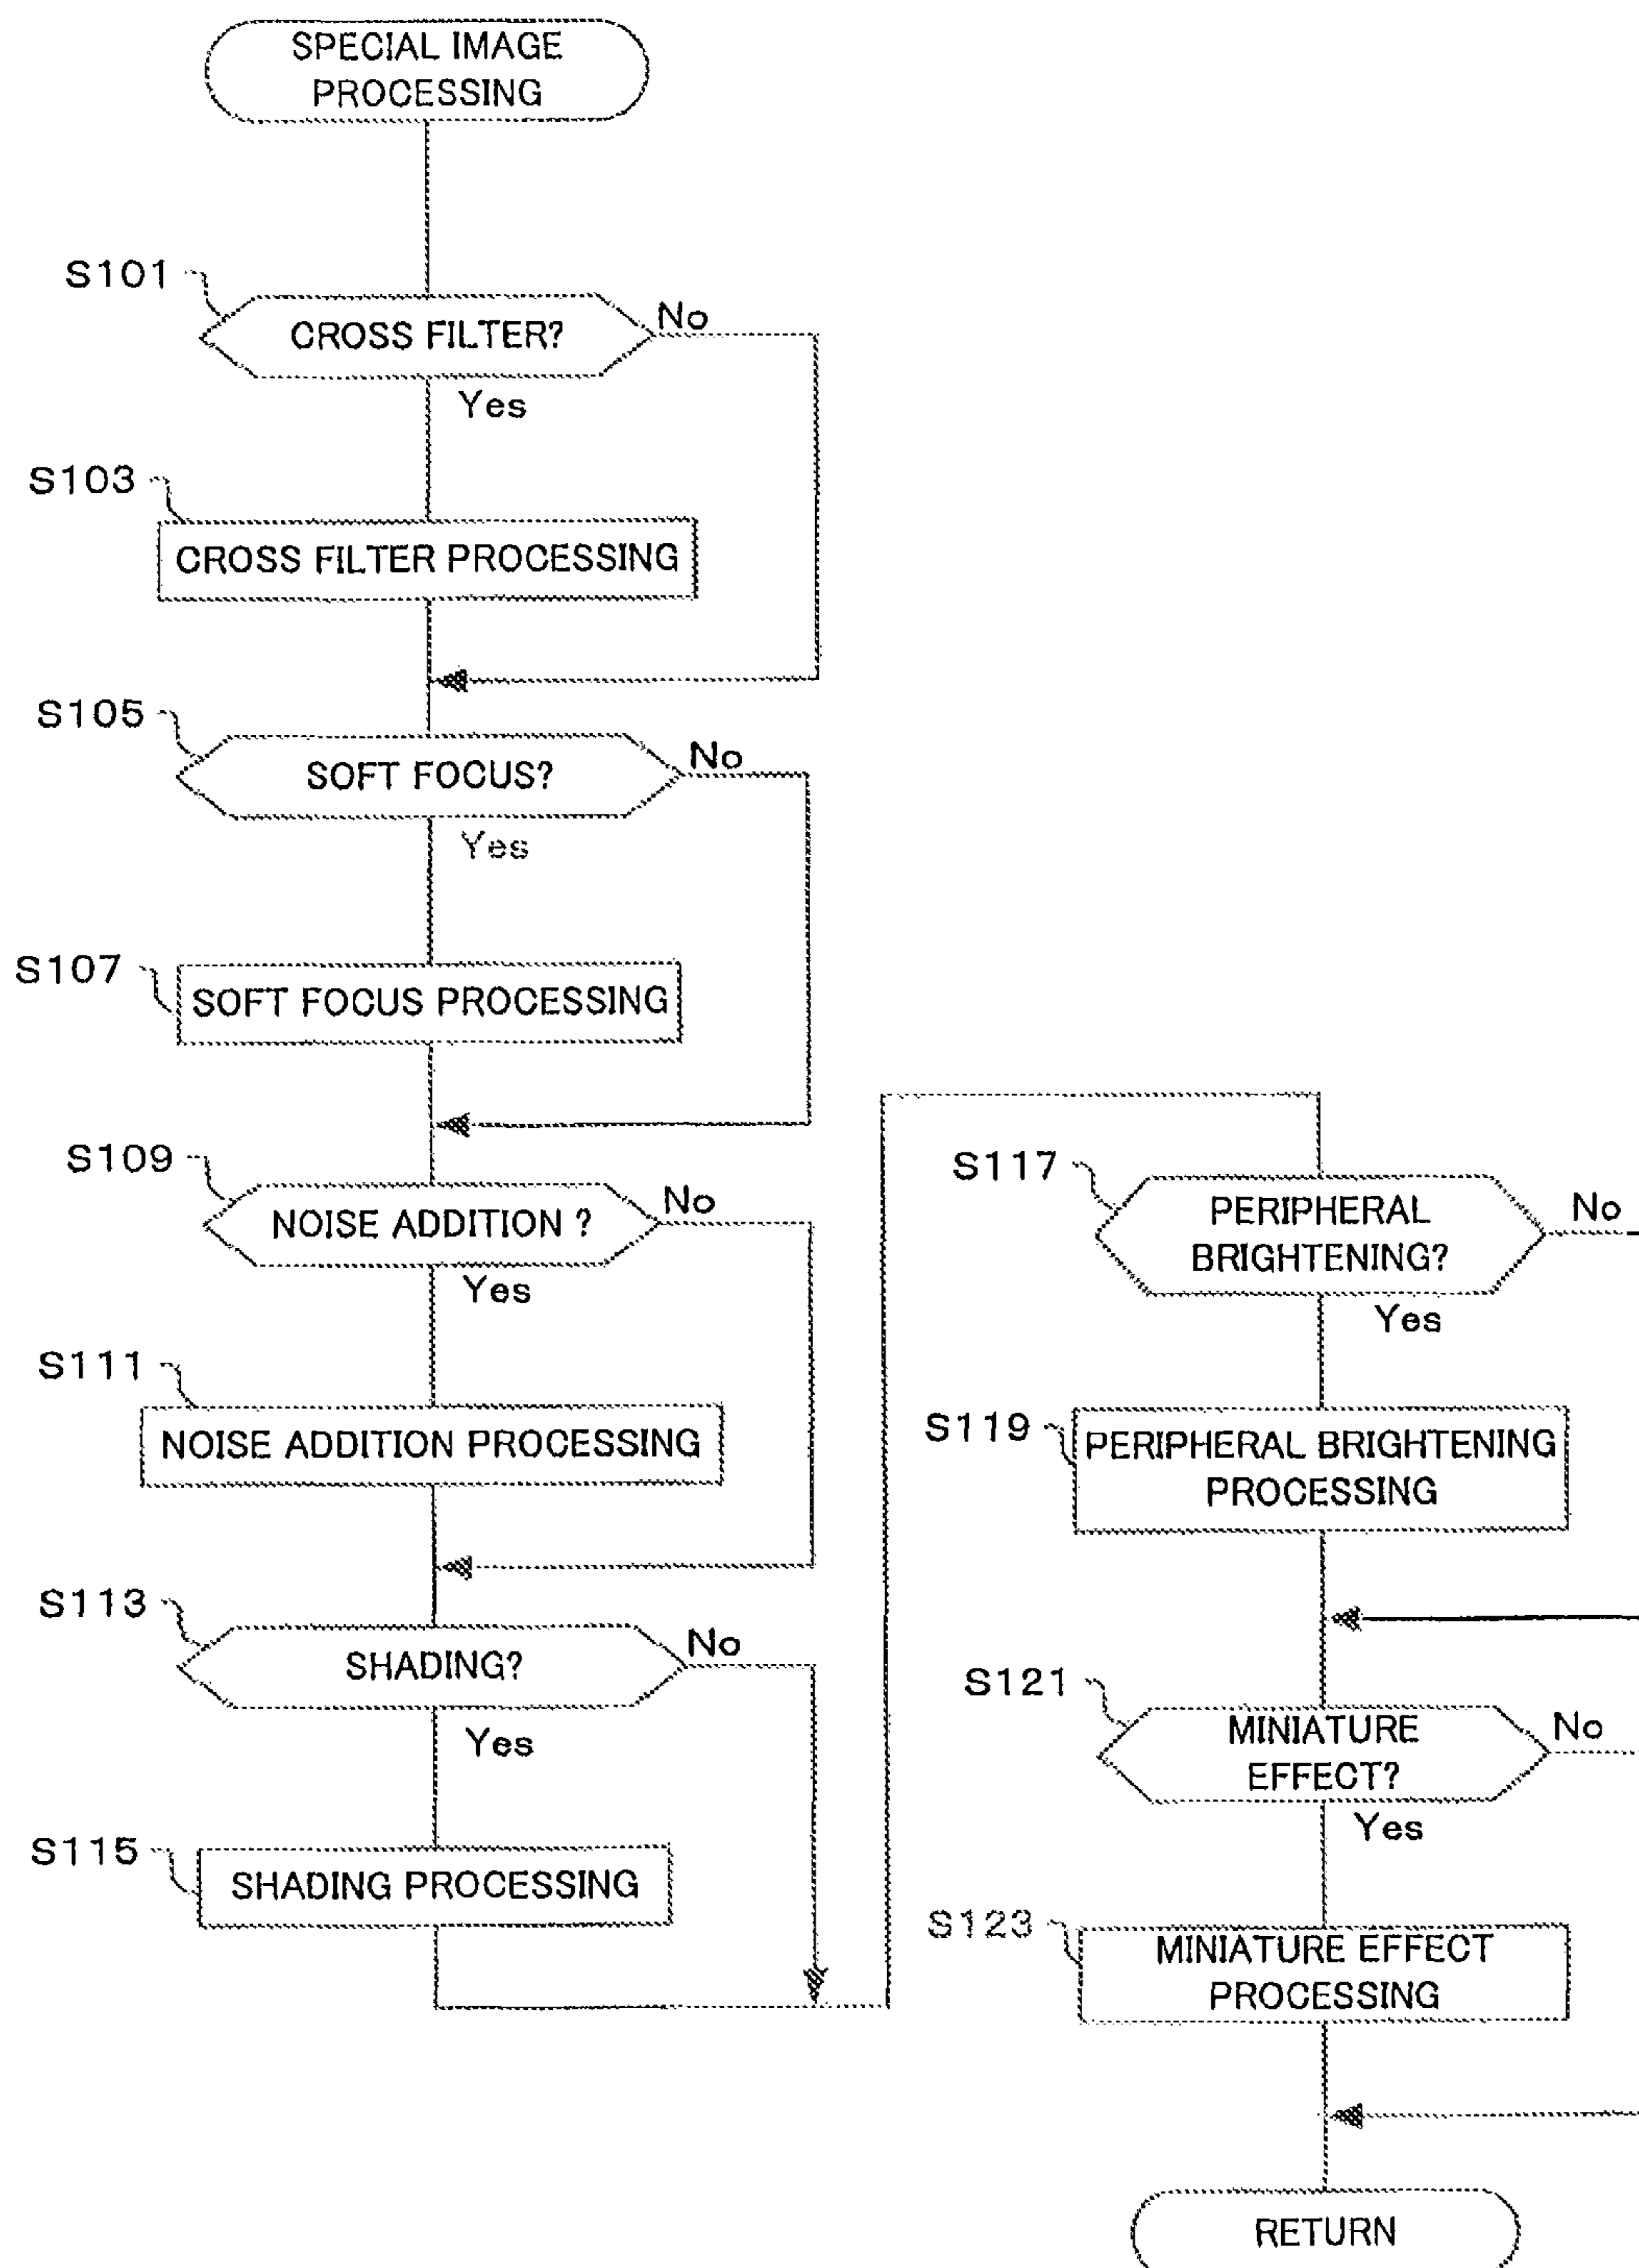 SPECIAL IMAGE
PROCESSING
S101
CROSS FILTER?
No
Yes
S103
CROSS FILTER PROCESSING
S105
SOFT FOCUS?
No
Yes
S107
SOFT FOCUS PROCESSING
S109
NOISE ADDITION ?
No
Yes
S111
NOISE ADDITION PROCESSING
S113
SHADING?
No
Yes
S115
SHADING PROCESSING
S117
PERIPHERAL
BRIGHTENING?
No
Yes
S119
PERIPHERAL BRIGHTENING
PROCESSING
S121
MINIATURE
EFFECT?
No
Yes
S123
MINIATURE EFFECT
PROCESSING
RETURN